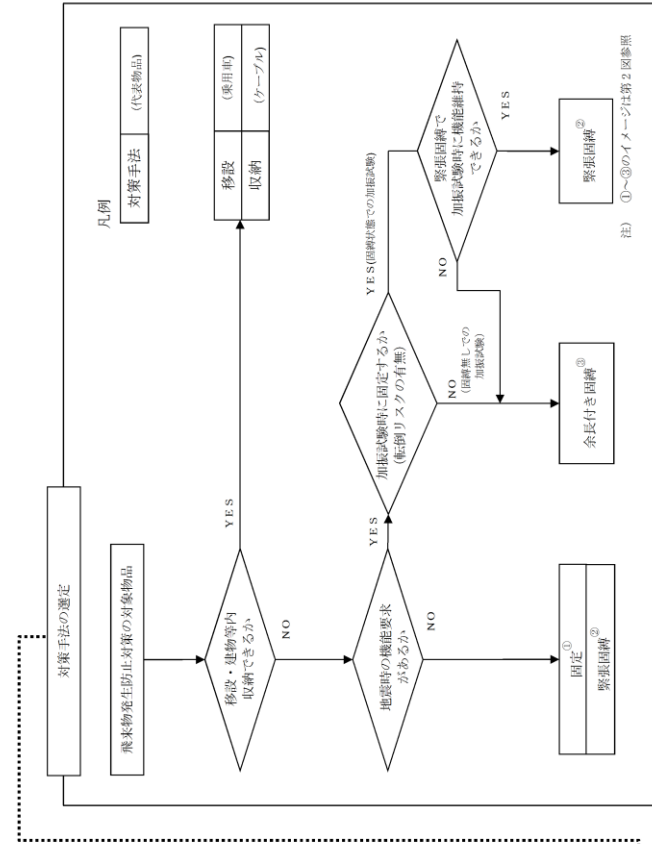 対策手法の選定
凡例
対策手法
(代表物品)
飛来物発生防止対策の対象物品
移設・建物等内
収納できるか
YES
移設
(乗用車)
収納
(ケーブル)
NO
地震時の機能要求
があるか
YES
加振試験時に固定するか
(転倒リスクの有無)
YES(固縛状態での加振試験)
緊張固縛で
加振試験時に機能維持
できるか
NO
NO
(固縛無しでの
加振試験)
NO
YES
固定①
緊張固縛②
余長付き固縛③
緊張固縛②
注) ①~③のイメージは第2図参照